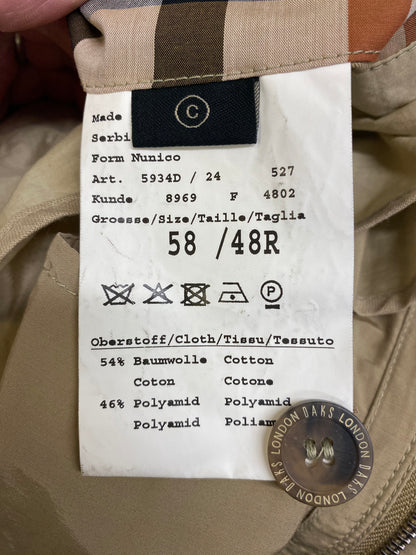 ©
Made
Serbi
Form Nunico
Art. 5934D / 24 527
Kunde 8969 F 4802
Groesse/Size/Taille/Taglia
58 /48R
P
Oberstoff/Cloth/Tissu/Tessuto
54% Baumwolle Cotton
Coton Cotone
46% Polyamid Polyamid
Polyamid Poliam
DAKS LONDON DAKS LONDON